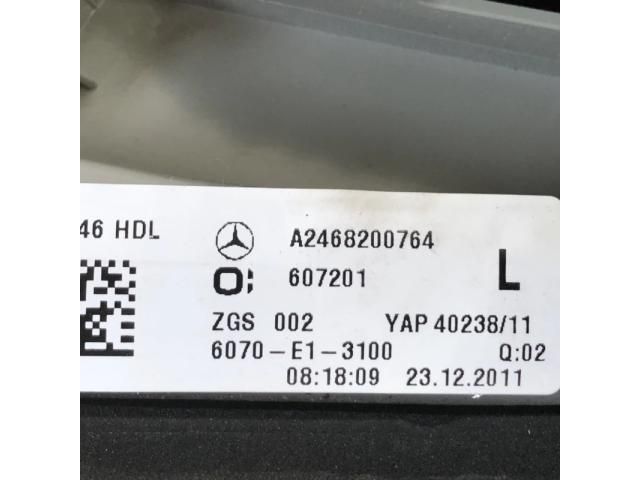 46 HDL A2468200764
607201 L
ZGS 002 YAP 40238/11
6070-E1-3100 Q:02
08:18:09 23.12.2011